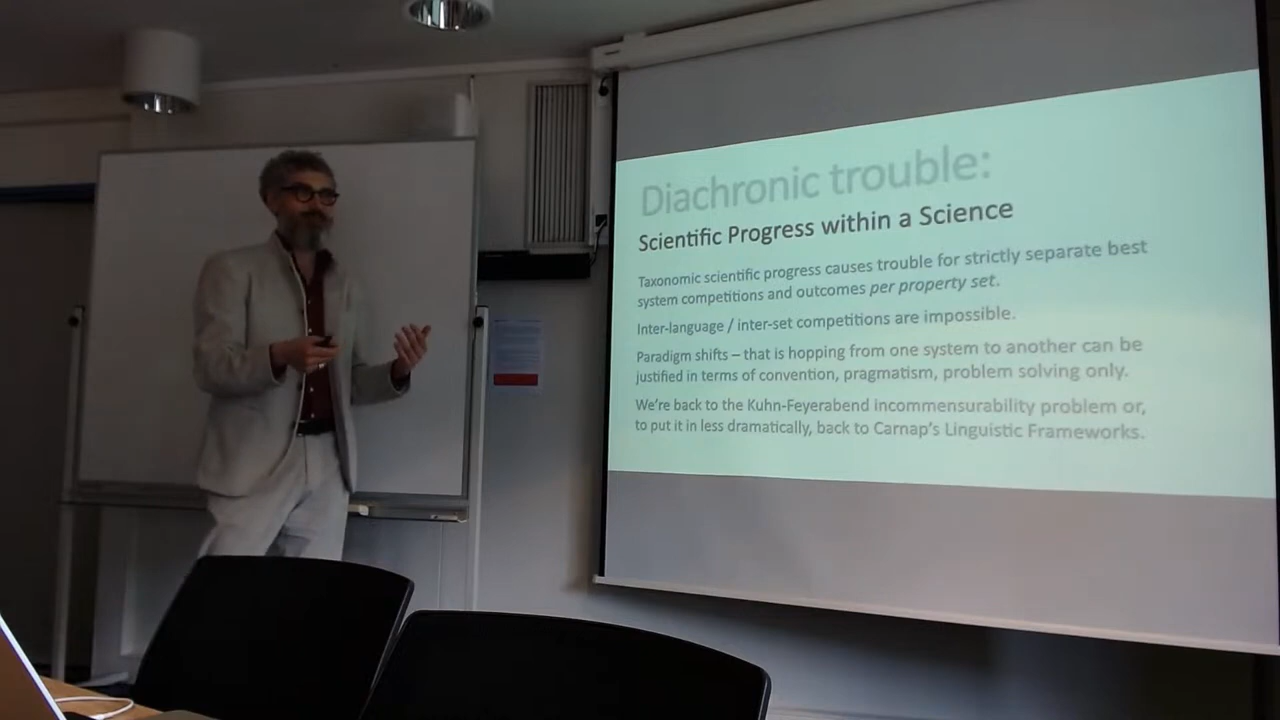 Diachronic trouble:
Scientific Progress within a Science
Taxonomic scientific progress causes trouble for strictly separate best
system competitions and outcomes per property set.
Inter-language / inter-set competitions are impossible.
Paradigm shifts – that is hopping from one system to another can be
justified in terms of convention, pragmatism, problem solving only.
We're back to the Kuhn-Feyerabend incommensurability problem or,
to put it in less dramatically, back to Carnap's Linguistic Frameworks.